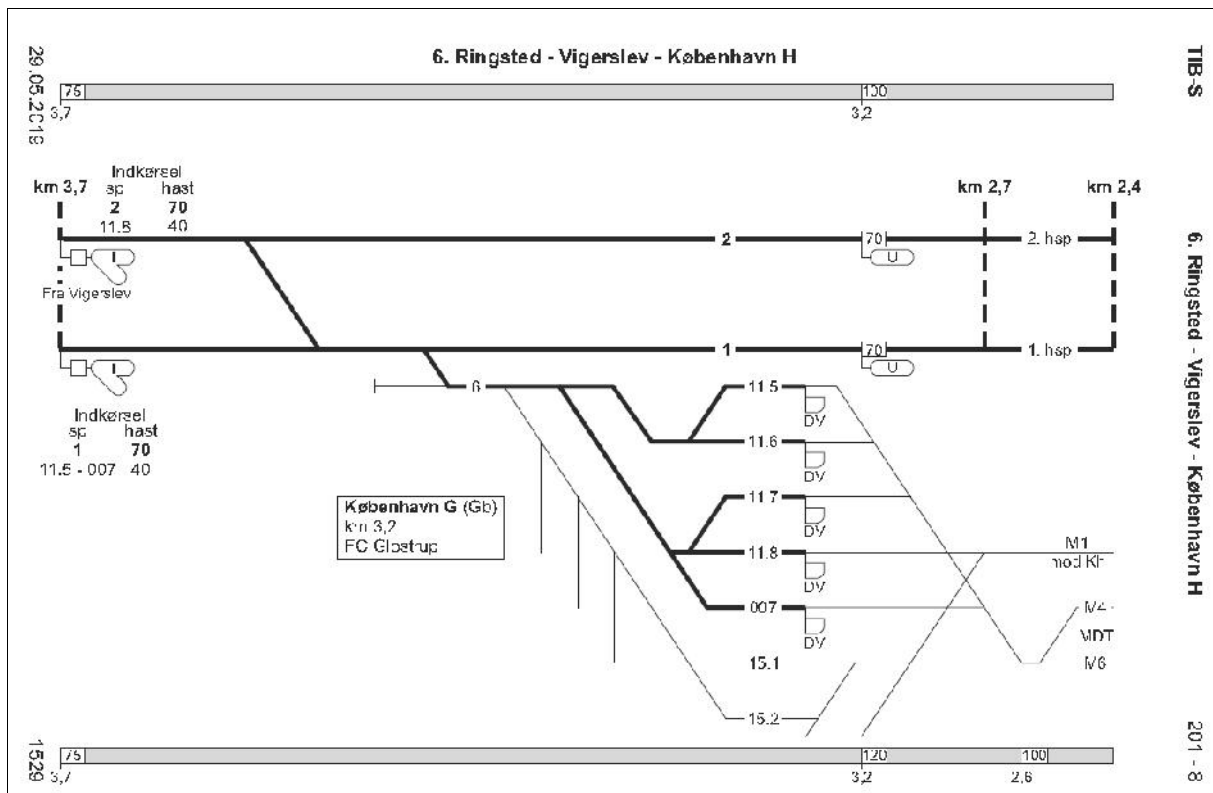 29.05.2019
6. Ringsted - Vigerslev - København H
TIB-S
75
100
3,7
3,2
Indkørsel
km 3,7
sp
hast
km 2,7
km 2,4
2
70
11.8
40
2
70
2. hsp
I
U
Fra Vigerslev
1
70
1. hsp
I
U
6
11.5
DV
Indkørsel
sp
hast
1
70
11.5 - 007
40
11.6
DV
11.7
DV
København G (Gb)
km 3,2
FC Glostrup
11.8
DV
M1
mod Kh
007
DV
M4
MDT
15.1
M6
15.2
6. Ringsted - Vigerslev - København H
75
120
100
3,7
3,2
2,6
1529
201 - 8